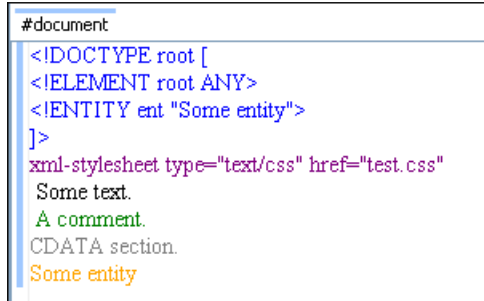 #document
<!DOCTYPE root [
<!ELEMENT root ANY>
<!ENTITY ent "Some entity">
]>
xml-stylesheet type="text/css" href="test.css"
Some text.
A comment.
CDATA section.
Some entity